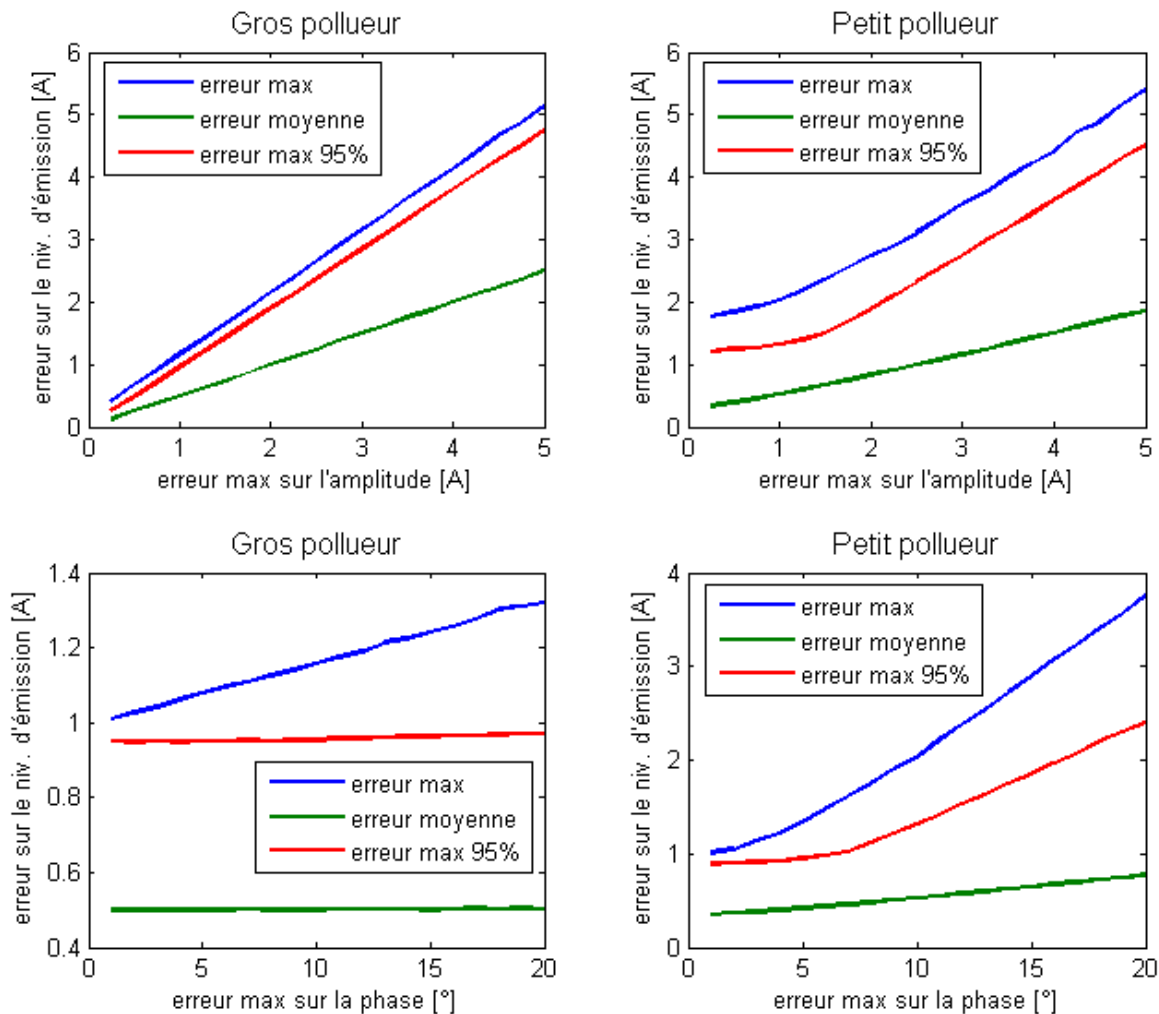 Gros pollueur
erreur sur le niv. d'émission [A]
6
5
4
3
2
1
0
erreur max
erreur moyenne
erreur max 95%
0 1 2 3 4 5
erreur max sur l'amplitude [A]
Petit pollueur
erreur sur le niv. d'émission [A]
6
5
4
3
2
1
0
erreur max
erreur moyenne
erreur max 95%
0 1 2 3 4 5
erreur max sur l'amplitude [A]
Gros pollueur
erreur sur le niv. d'émission [A]
1.4
1.2
1
0.8
0.6
0.4
erreur max
erreur moyenne
erreur max 95%
0 5 10 15 20
erreur max sur la phase [°]
Petit pollueur
erreur sur le niv. d'émission [A]
4
3
2
1
0
erreur max
erreur moyenne
erreur max 95%
0 5 10 15 20
erreur max sur la phase [°]